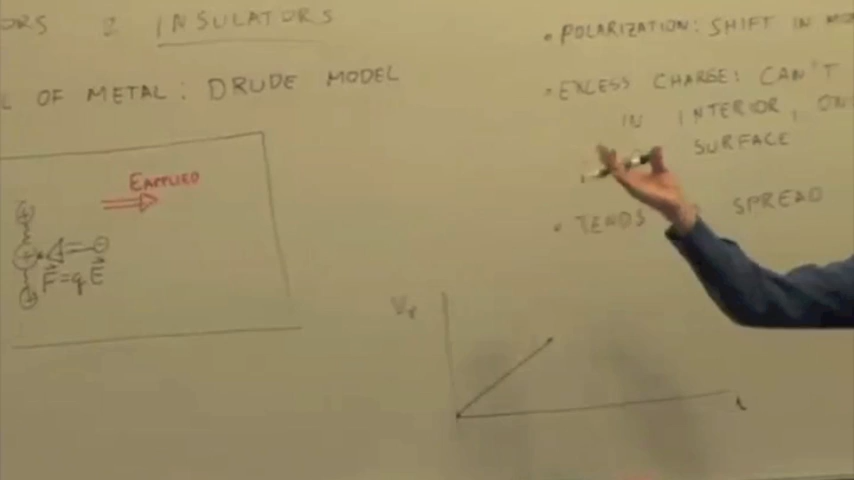 ORS & INSULATORS
L OF METAL: DRUDE MODEL
EAPPLIED
+
+ -
F=qE
+
• POLARIZATION: SHIFT IN MO
• EXCESS CHARGE: CAN'T
IN INTERIOR, ON
SURFACE
• TENDS SPREAD
t